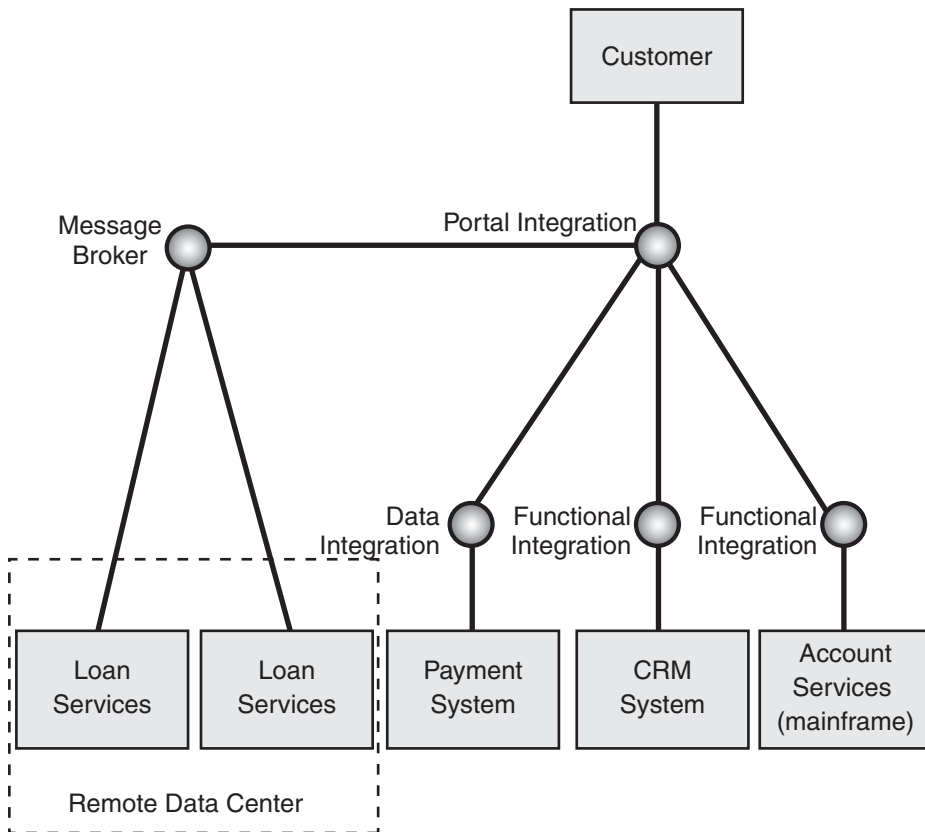 Customer
Message
Broker
Portal Integration
Data
Integration
Functional
Integration
Functional
Integration
Loan
Services
Loan
Services
Payment
System
CRM
System
Account
Services
(mainframe)
Remote Data Center